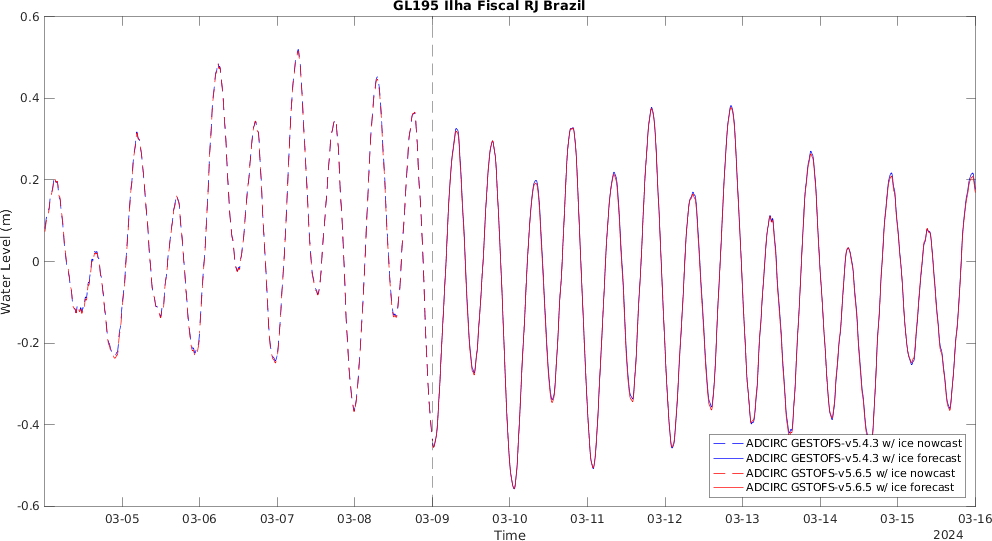 GL195 Ilha Fiscal RJ Brazil
0.6
0.4
0.2
0
-0.2
-0.4
-0.6
Water Level (m)
ADCIRC GESTOFS-v5.4.3 w/ ice nowcast
ADCIRC GESTOFS-v5.4.3 w/ ice forecast
ADCIRC GSTOFS-v5.6.5 w/ ice nowcast
ADCIRC GSTOFS-v5.6.5 w/ ice forecast
03-05 03-06 03-07 03-08 03-09 03-10 03-11 03-12 03-13 03-14 03-15 03-16
Time
2024